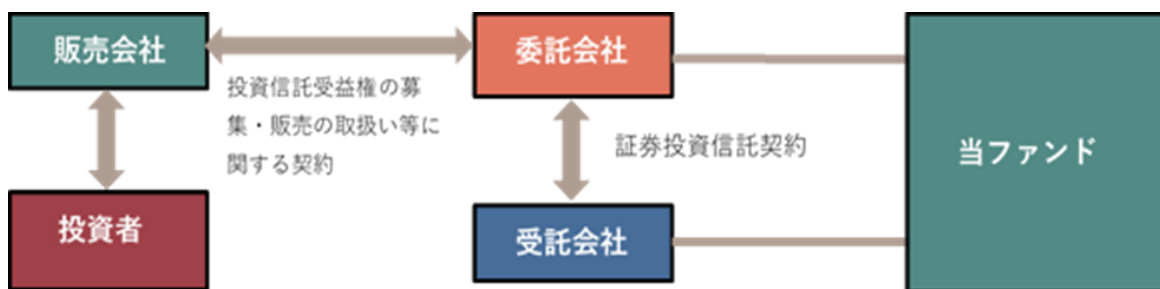 販売会社
委託会社
投資信託受益権の募
集・販売の取扱い等に
関する契約
証券投資信託契約
当ファンド
投資者
受託会社